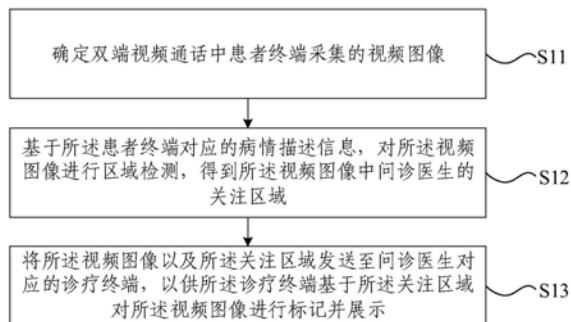 确定双端视频通话中患者终端采集的视频图像
S11
基于所述患者终端对应的病情描述信息，对所述视频
图像进行区域检测，得到所述视频图像中问诊医生的
关注区域
S12
将所述视频图像以及所述关注区域发送至问诊医生对
应的诊疗终端，以供所述诊疗终端基于所述关注区域
对所述视频图像进行标记并展示
S13